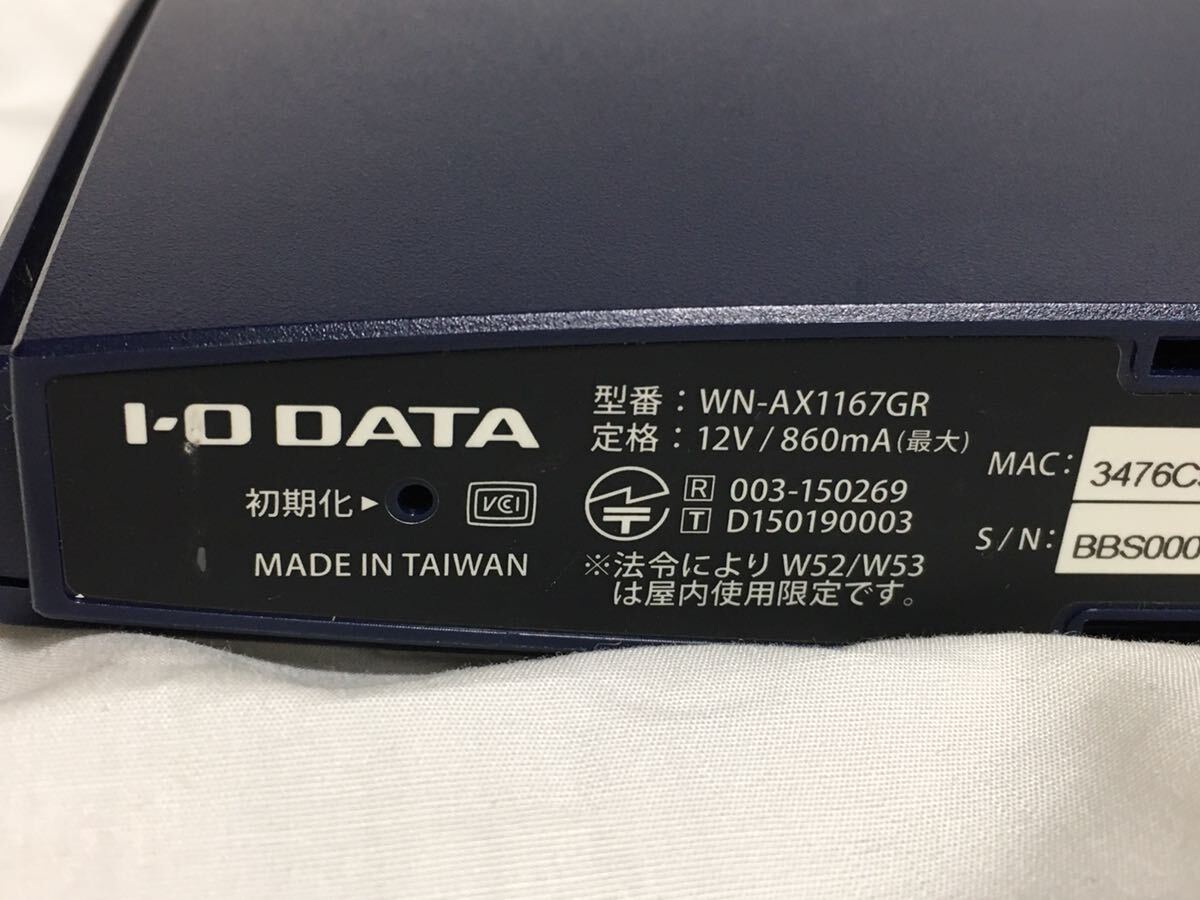 I-O DATA
初期化▶
VCI
MADE IN TAIWAN
型番：WN-AX1167GR
定格：12V / 860mA(最大)
R 003-150269
T D150190003
※法令により W52/W53
は屋内使用限定です。
MAC: 3476C
S/N: BBS000